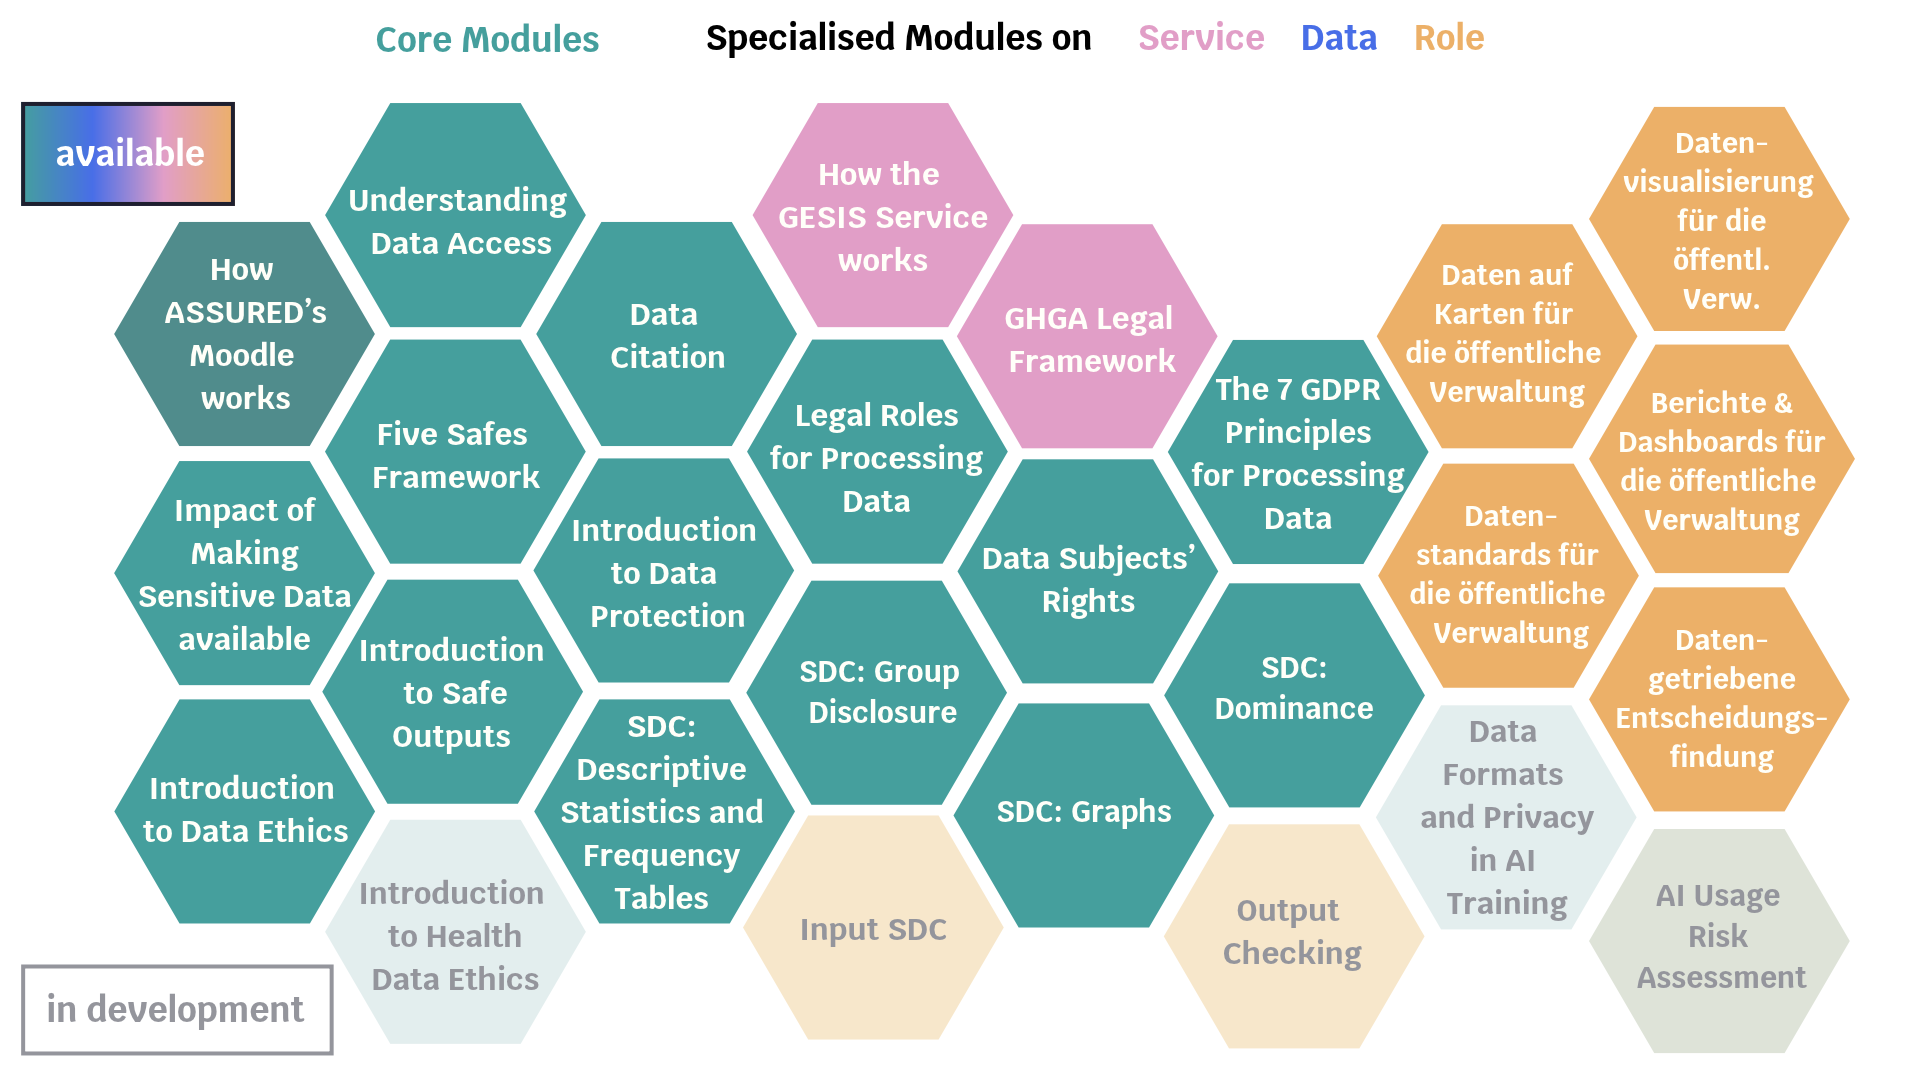 Core Modules
Specialised Modules on Service Data Role
available
How
ASSURED’s
Moodle
works
Impact of
Making
Sensitive Data
available
Introduction
to Data Ethics
Understanding
Data Access
Five Safes
Framework
Introduction
to Safe
Outputs
Introduction
to Health
Data Ethics
Data
Citation
Introduction
to Data
Protection
SDC:
Descriptive
Statistics and
Frequency
Tables
How the
GESIS Service
works
Legal Roles
for Processing
Data
SDC: Group
Disclosure
Input SDC
GHGA Legal
Framework
Data Subjects’
Rights
SDC: Graphs
The 7 GDPR
Principles
for Processing
Data
SDC:
Dominance
Output
Checking
Daten auf
Karten für
die öffentliche
Verwaltung
Daten-
standards für
die öffentliche
Verwaltung
Data
Formats
and Privacy
in AI
Training
Daten-
visualisierung
für die
öffentl.
Verw.
Berichte &
Dashboards für
die öffentliche
Verwaltung
Daten-
getriebene
Entscheidungs-
findung
AI Usage
Risk
Assessment
in development